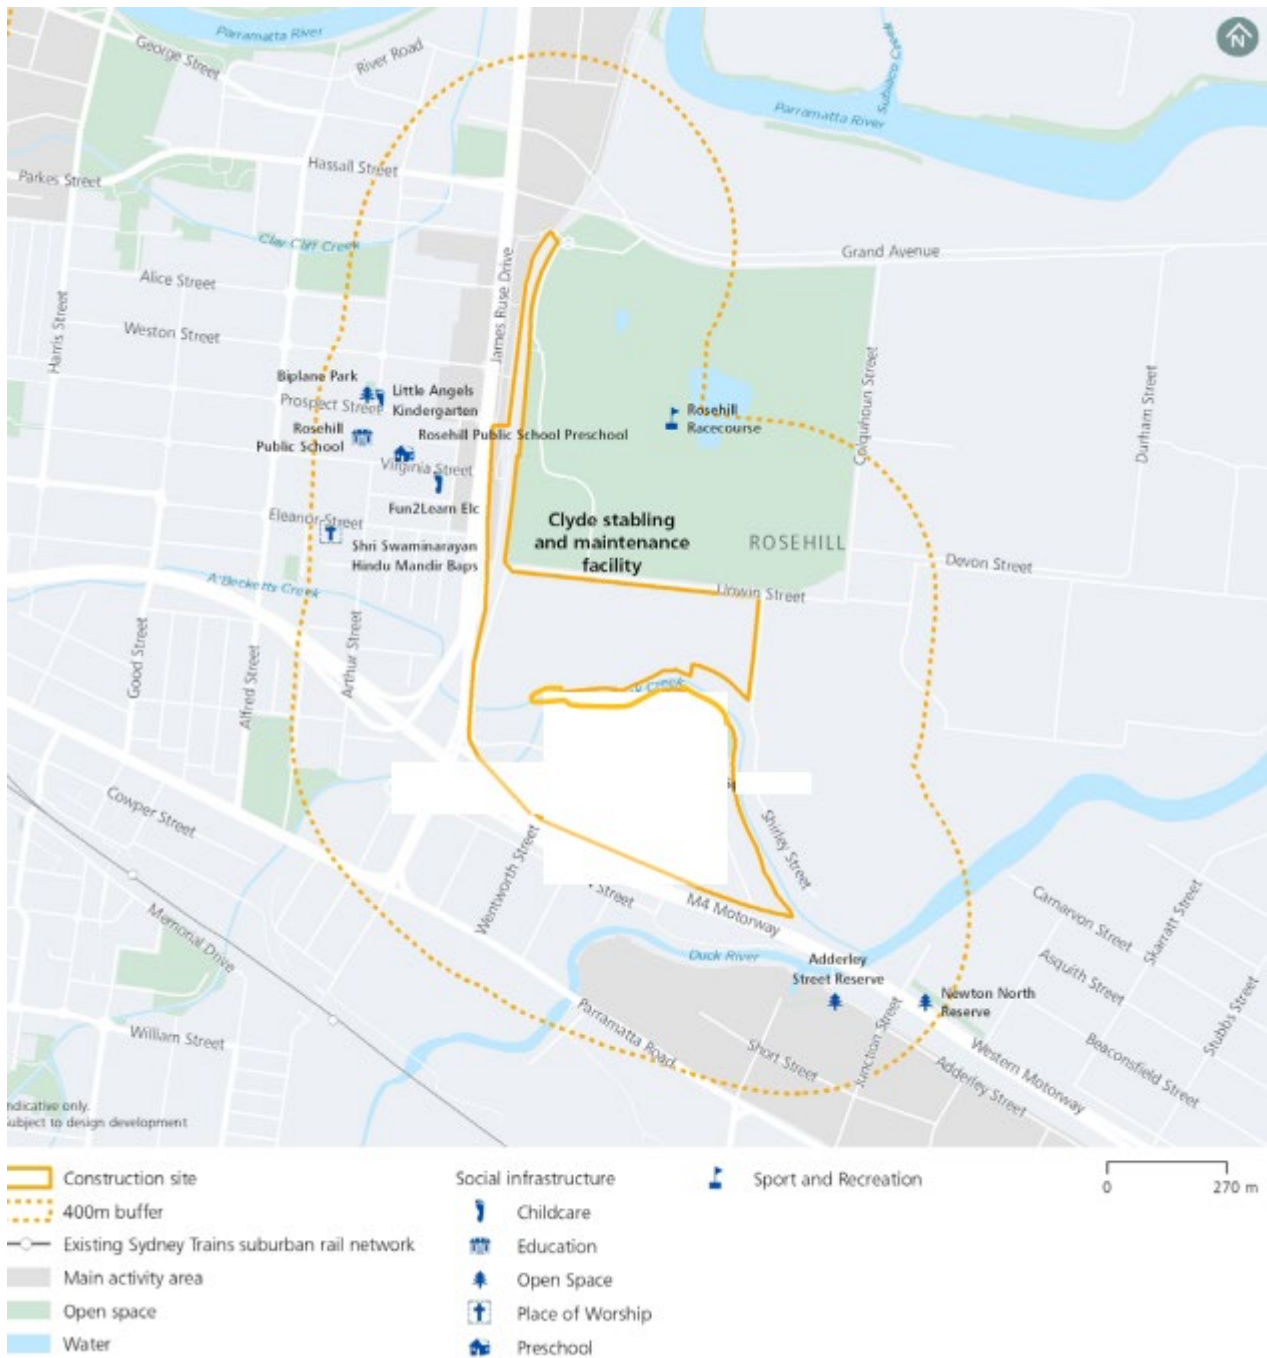 Parramatta River
George Street
River Road
Subiaco Creek
Parramatta River
Hassall Street
Parkes Street
Clay Cliff Creek
Grand Avenue
Alice Street
James Ruse Drive
Harris Street
Weston Street
Colquhoun Street
Durham Street
Biplane Park
Little Angels
Kindergarten
Prospect Street
Rosehill
Racecourse
Rosehill
Public School
Rosehill Public School Preschool
Virginia Street
Fun2Learn Elc
Eleanor Street
Clyde stabling
and maintenance
facility
ROSEHILL
Shri Swaminarayan
Hindu Mandir Baps
Devon Street
A'Becketts Creek
Unwin Street
Good Street
Alfred Street
Arthur Street
Creek
Cowper Street
Wentworth Street
Shirley Street
Street
M4 Motorway
Memorial Drive
Duck River
Adderley
Street Reserve
Carnarvon Street
Skarratt Street
Asquith Street
Newton North
Reserve
Stubbs Street
William Street
Parramatta Road
Short Street
Junction Street
Western Motorway
Beaconsfield Street
Adderley Street
ndicative only.
ubject to design development
Construction site
400m buffer
Existing Sydney Trains suburban rail network
Main activity area
Open space
Water
Social infrastructure
Childcare
Education
Open Space
Place of Worship
Preschool
Sport and Recreation
0 270 m
N